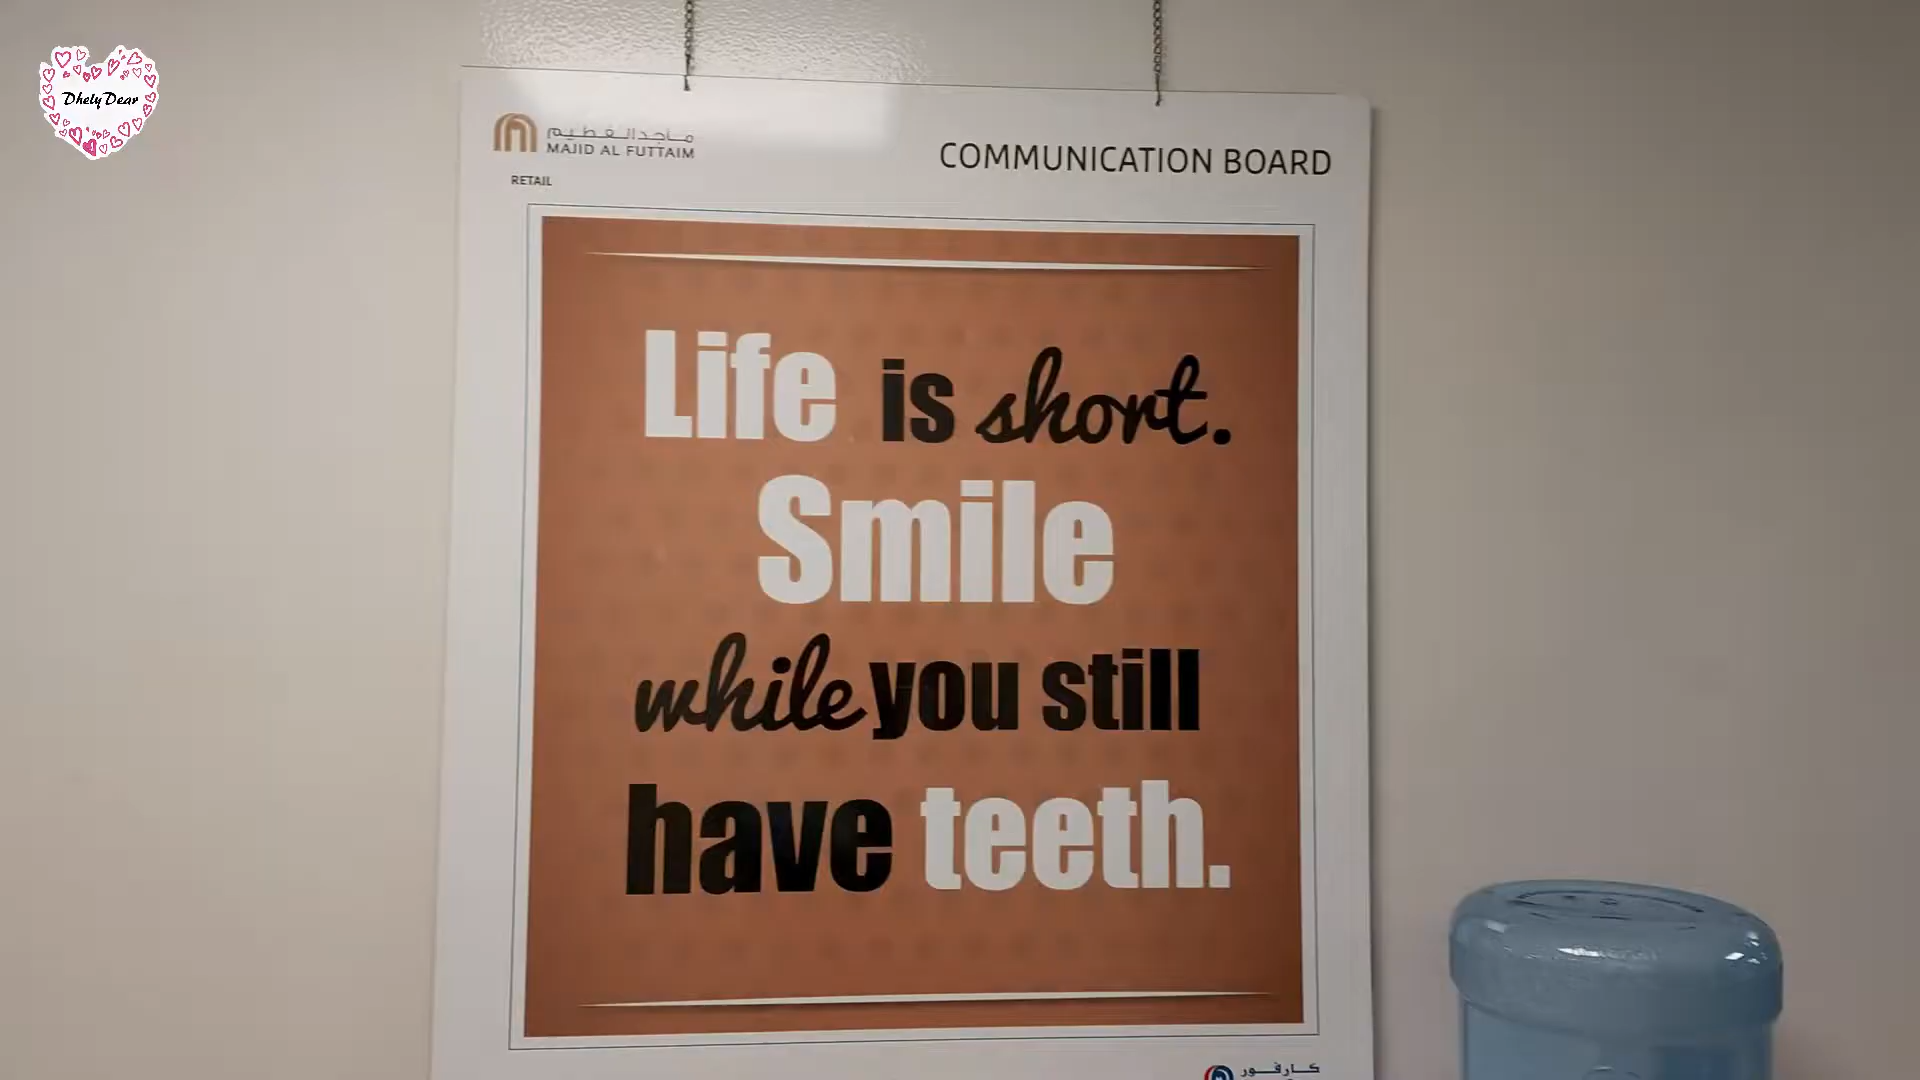 Dhely Dear
ماجد الفطيم
MAJID AL FUTTAIM
RETAIL
COMMUNICATION BOARD
Life is short.
Smile
while you still
have teeth.
كارفور